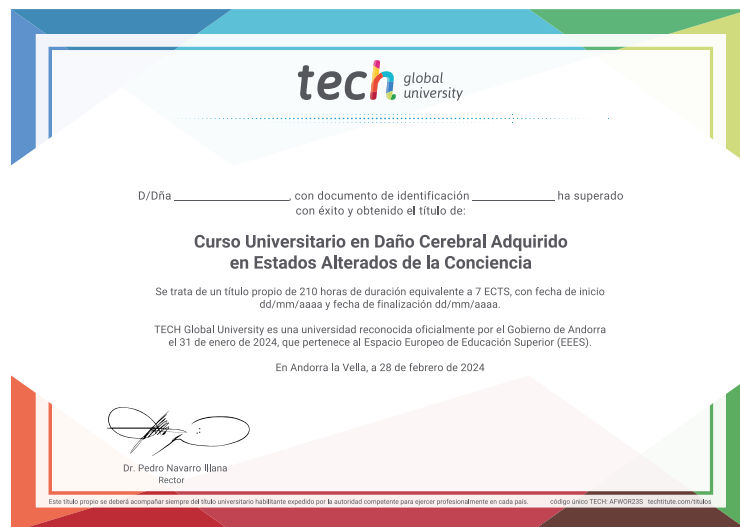 tech global university
D/Dña ______________, con documento de identificación ______________ ha superado
con éxito y obtenido el título de:
Curso Universitario en Daño Cerebral Adquirido
en Estados Alterados de la Conciencia
Se trata de un título propio de 210 horas de duración equivalente a 7 ECTS, con fecha de inicio
dd/mm/aaaa y fecha de finalización dd/mm/aaaa.
TECH Global University es una universidad reconocida oficialmente por el Gobierno de Andorra
el 31 de enero de 2024, que pertenece al Espacio Europeo de Educación Superior (EEES).
En Andorra la Vella, a 28 de febrero de 2024
Dr. Pedro Navarro Illana
Rector
Este título propio se deberá acompañar siempre del título universitario habilitante expedido por la autoridad competente para ejercer profesionalmente en cada país. código único TECH: AFWOR23S techtitute.com/titulos